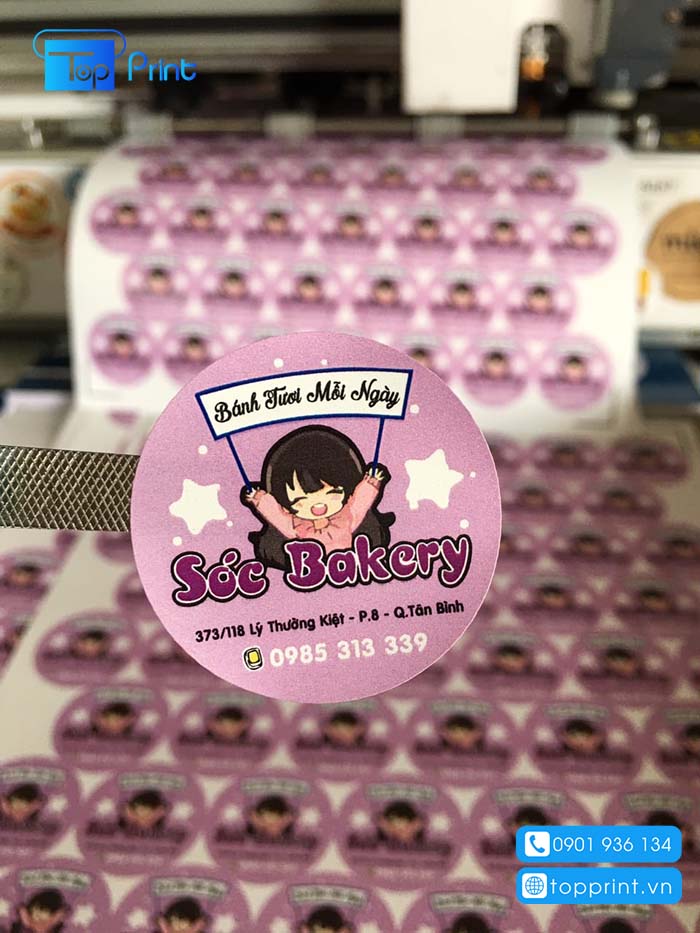 Top Print
Bánh Tươi Mỗi Ngày
Sóc Bakery
373/118 Lý Thường Kiệt - P.8 - Q.Tân Bình
0985 313 339
0901 936 134
topprint.vn